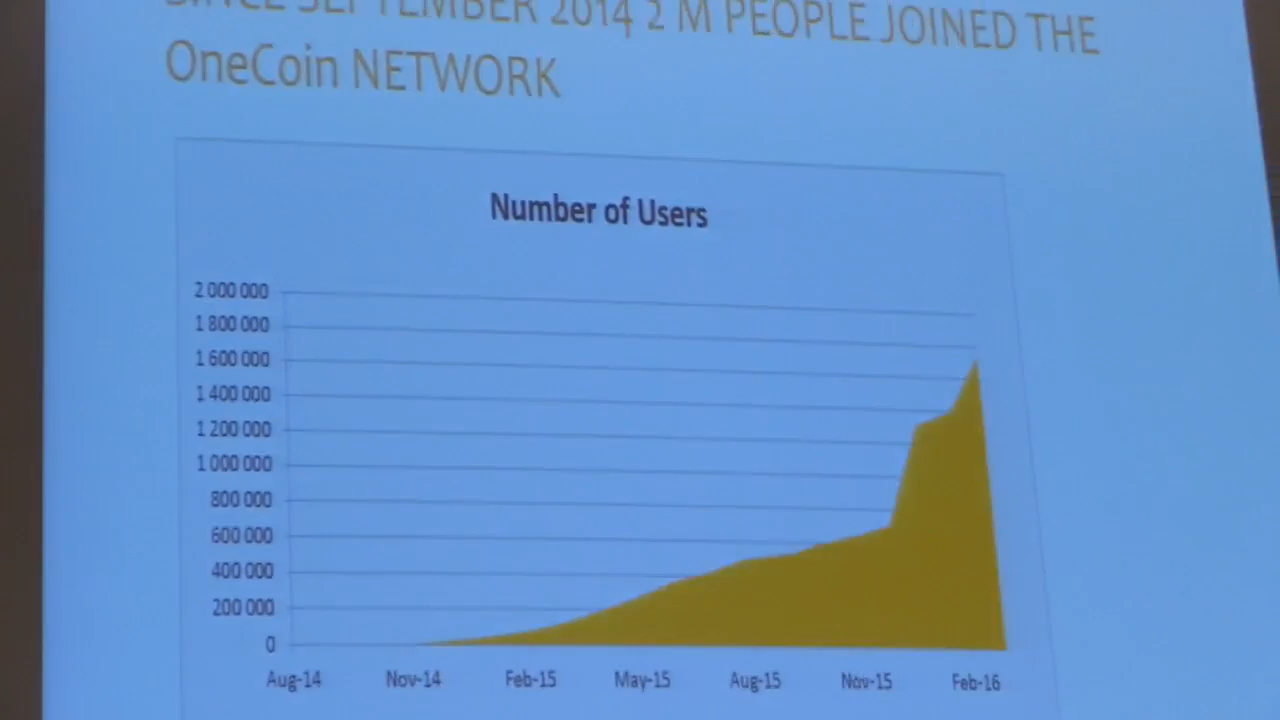 SINCE SEPTEMBER 2014 2 M PEOPLE JOINED THE
OneCoin NETWORK
Number of Users
2 000 000
1 800 000
1 600 000
1 400 000
1 200 000
1 000 000
800 000
600 000
400 000
200 000
0
Aug-14 Nov-14 Feb-15 May-15 Aug-15 Nov-15 Feb-16